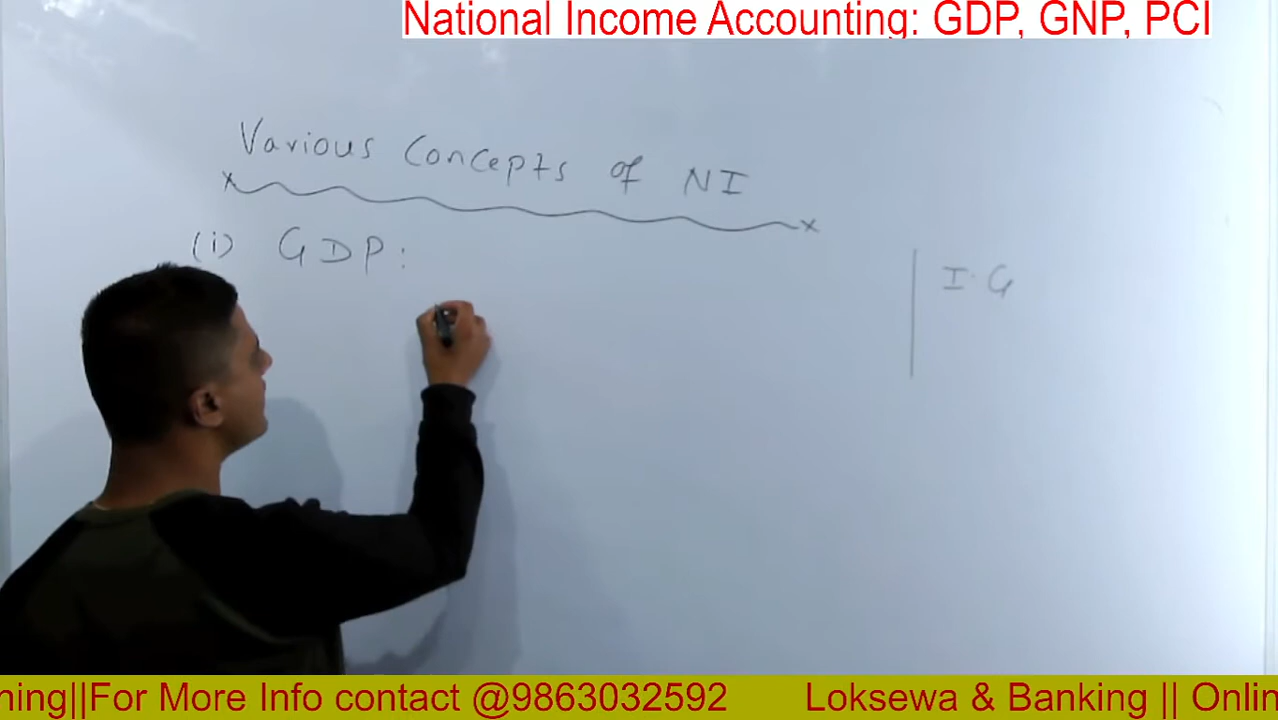 National Income Accounting: GDP, GNP, PCI
Various Concepts of NI
(i) GDP:
I.G
ning||For More Info contact @9863032592 Loksewa & Banking || Onlin